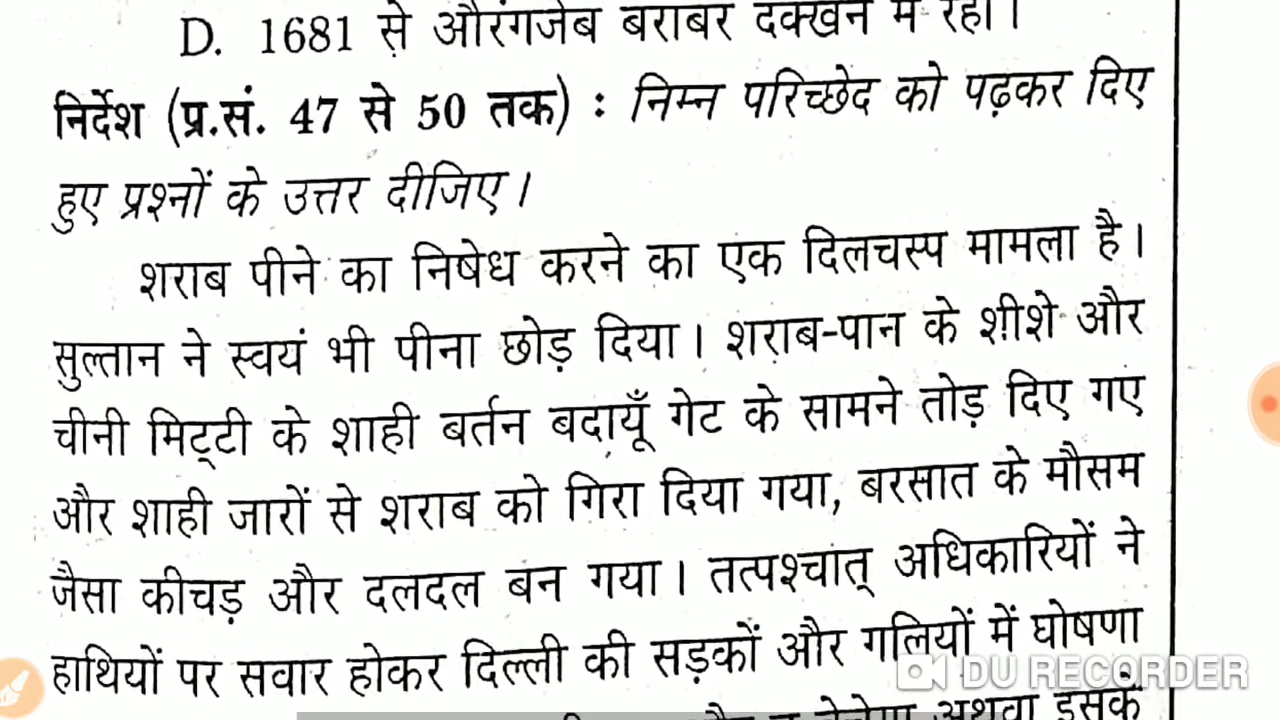 D. 1681 से औरंगजेब बराबर दक्खन में रहा।
निर्देश (प्र.सं. 47 से 50 तक) : निम्न परिच्छेद को पढ़कर दिए
हुए प्रश्नों के उत्तर दीजिए।
शराब पीने का निषेध करने का एक दिलचस्प मामला है।
सुल्तान ने स्वयं भी पीना छोड़ दिया। शराब-पान के शीशे और
चीनी मिट्टी के शाही बर्तन बदायूँ गेट के सामने तोड़ दिए गए
और शाही जारों से शराब को गिरा दिया गया, बरसात के मौसम
जैसा कीचड़ और दलदल बन गया। तत्पश्चात् अधिकारियों ने
हाथियों पर सवार होकर दिल्ली की सड़कों और गलियों में घोषणा
अथवा इसके
DU RECORDER